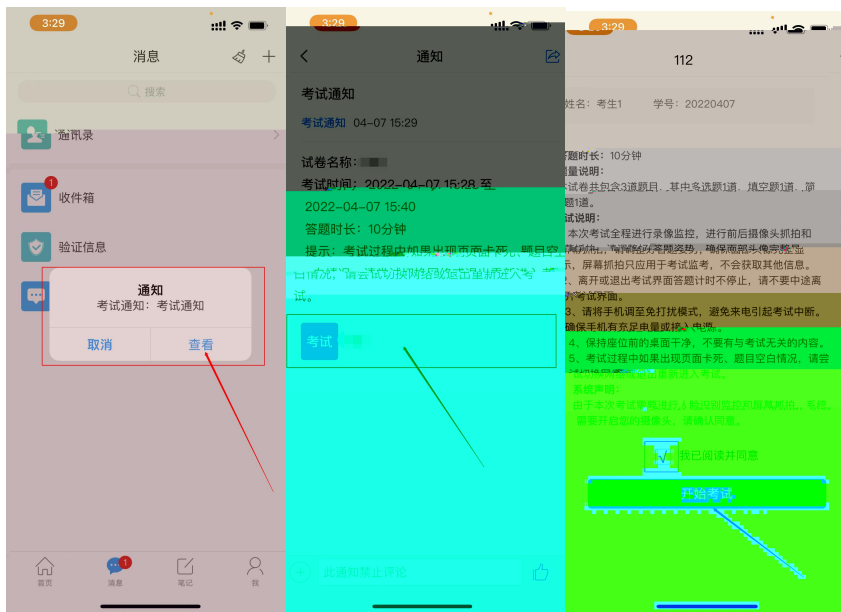 3:29
消息
搜索
通讯录
1
收件箱
验证信息
通知
考试通知：考试通知
取消
查看
首页
消息
1
笔记
我
3:29
通知
考试通知
考试通知 04-07 15:29
试卷名称：
考试时间：2022-04-07 15:28 至
2022-04-07 15:40
答题时长：10分钟
提示：考试过程中如果出现页面卡死、题目空
白情况，请尝试切换网络或退出重新进入考
试。
考试
此通知禁止评论
3:29
112
姓名：考生1 学号：20220407
答题时长：10分钟
题量说明：
本试卷共包含3道题目，其中多选题1道，填空题1道，简
答题1道。
考试说明：
本次考试全程进行录像监控，进行前后摄像头抓拍和
答题姿势，确保面部头像完整显
示，屏幕抓拍只应用于考试监考，不会获取其他信息。
2、离开或退出考试界面答题计时不停止，请不要中途离
开考试界面。
3、请将手机调至免打扰模式，避免来电引起考试中断。
确保手机有充足电量或接入电源。
4、保持座位前的桌面干净，不要有与考试无关的内容。
5、考试过程中如果出现页面卡死、题目空白情况，请尝
试切换网络或退出重新进入考试。
系统声明：
由于本次考试需要进行人脸识别监控和屏幕抓拍，系统
需要开启您的摄像头，请确认同意。
√ 我已阅读并同意
开始考试